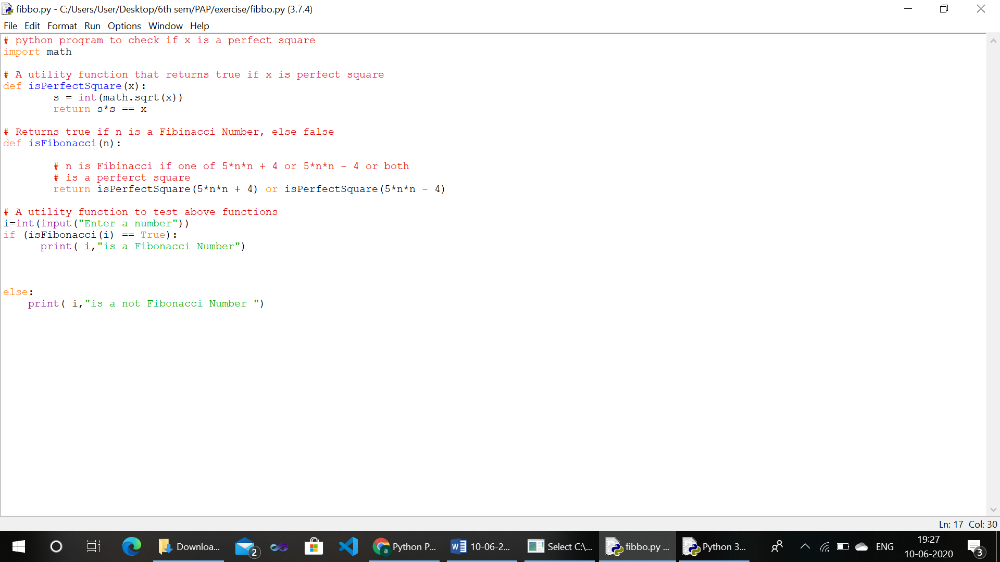 fibbo.py - C:/Users/User/Desktop/6th sem/PAP/exercise/fibbo.py (3.7.4)
File Edit Format Run Options Window Help
# python program to check if x is a perfect square
import math

# A utility function that returns true if x is perfect square
def isPerfectSquare(x):
        s = int(math.sqrt(x))
        return s*s == x

# Returns true if n is a Fibinacci Number, else false
def isFibonacci(n):

        # n is Fibinacci if one of 5*n*n + 4 or 5*n*n - 4 or both
        # is a perferct square
        return isPerfectSquare(5*n*n + 4) or isPerfectSquare(5*n*n - 4)

# A utility function to test above functions
i=int(input("Enter a number"))
if (isFibonacci(i) == True):
      print( i,"is a Fibonacci Number")

else:
    print( i,"is a not Fibonacci Number ")
Ln: 17 Col: 30
Downloa... 2 a Python P... 10-06-2... Select C:\... fibbo.py ... Python 3... ENG 19:27
10-06-2020 3